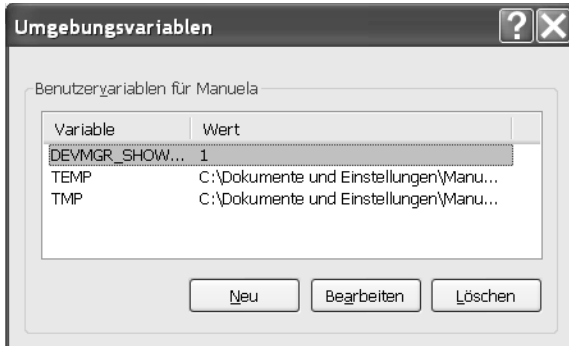 Umgebungsvariablen
Benutzervariablen für Manuela
Variable Wert
DEVMGR_SHOW... 1
TEMP C:\Dokumente und Einstellungen\Manu...
TMP C:\Dokumente und Einstellungen\Manu...
Neu Bearbeiten Löschen